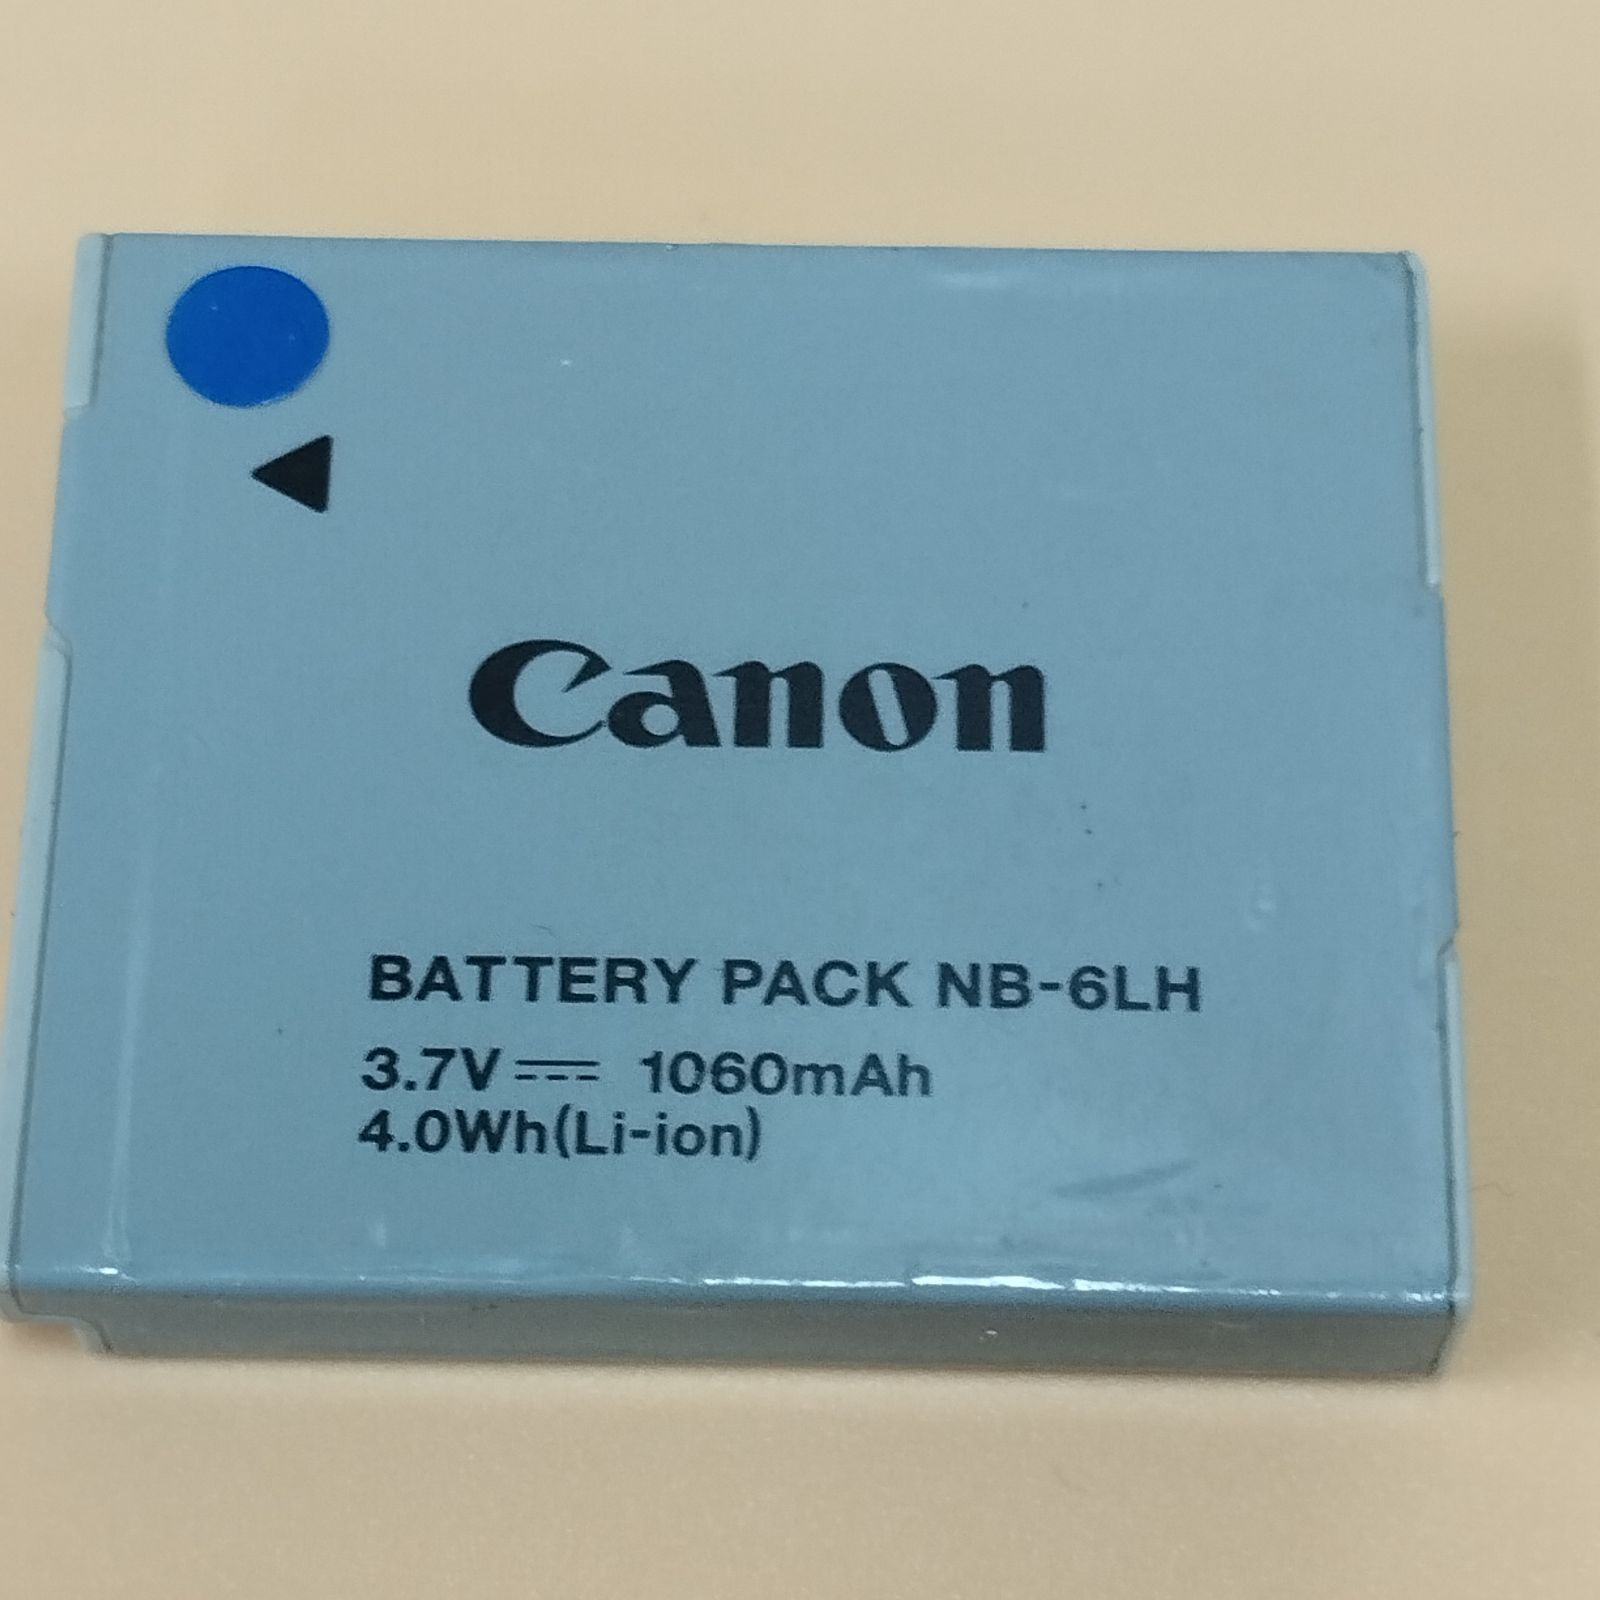 Canon
BATTERY PACK NB-6LH
3.7V⎓ 1060mAh
4.0Wh(Li-ion)